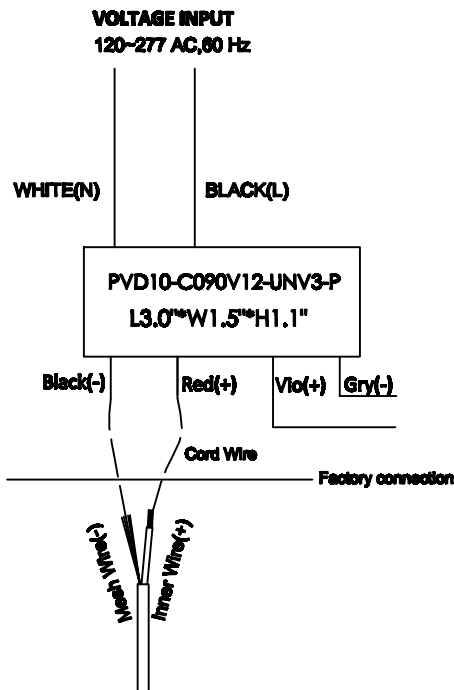 VOLTAGE INPUT
120~277 AC,60 Hz
WHITE(N)
BLACK(L)
PVD10-C090V12-UNV3-P
L3.0"*W1.5"*H1.1"
Black(-)
Red(+)
Vio(+)
Gry(-)
Cord Wire
Factory connection
Mesh Wire(-)
Inner Wire(+)